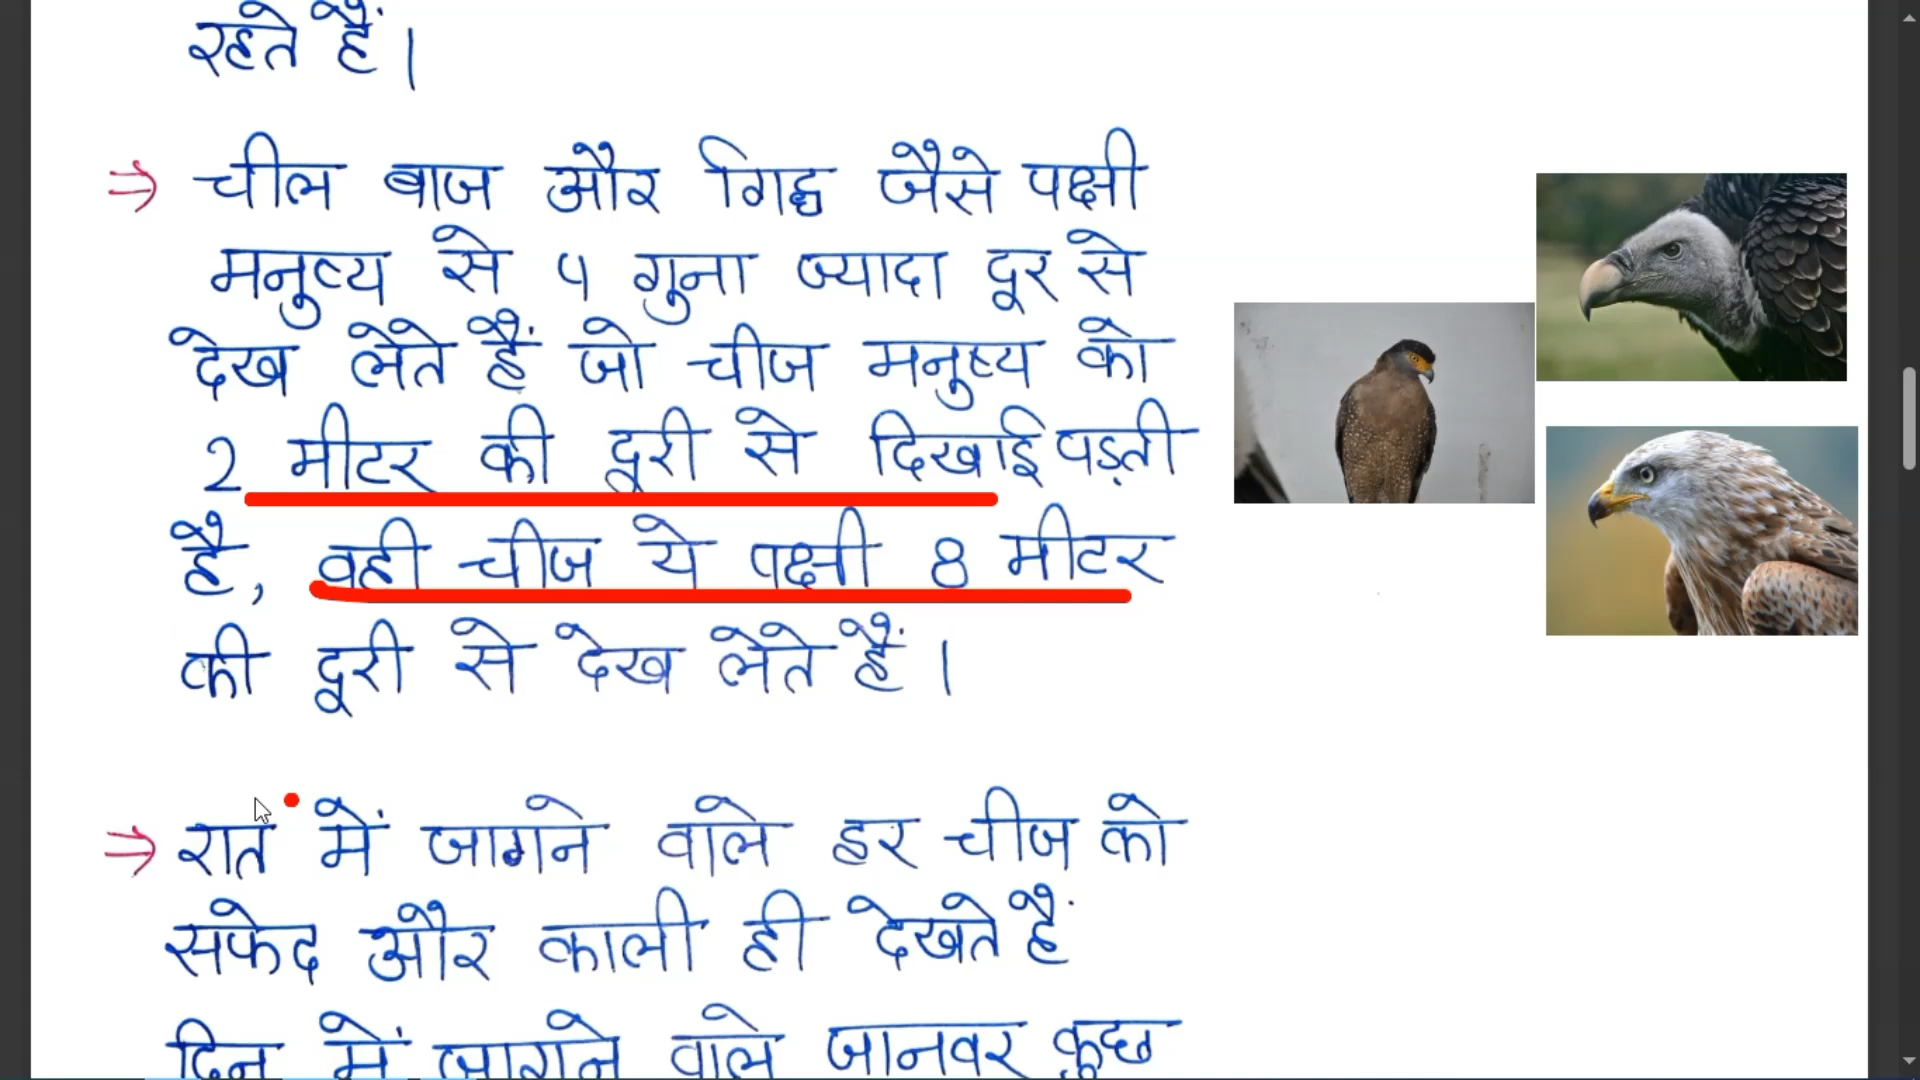 रहते हैं।
⇒ चील बाज और गिद्ध जैसे पक्षी
मनुष्य से 4 गुना ज्यादा दूर से
देख लेते हैं जो चीज मनुष्य को
2 मीटर की दूरी से दिखाई पड़ती
है, वही चीज ये पक्षी 8 मीटर
की दूरी से देख लेते हैं।
⇒ रात में जागने वाले हर चीज को
सफेद और काली ही देखते हैं
दिन में जागने वाले जानवर कुछ